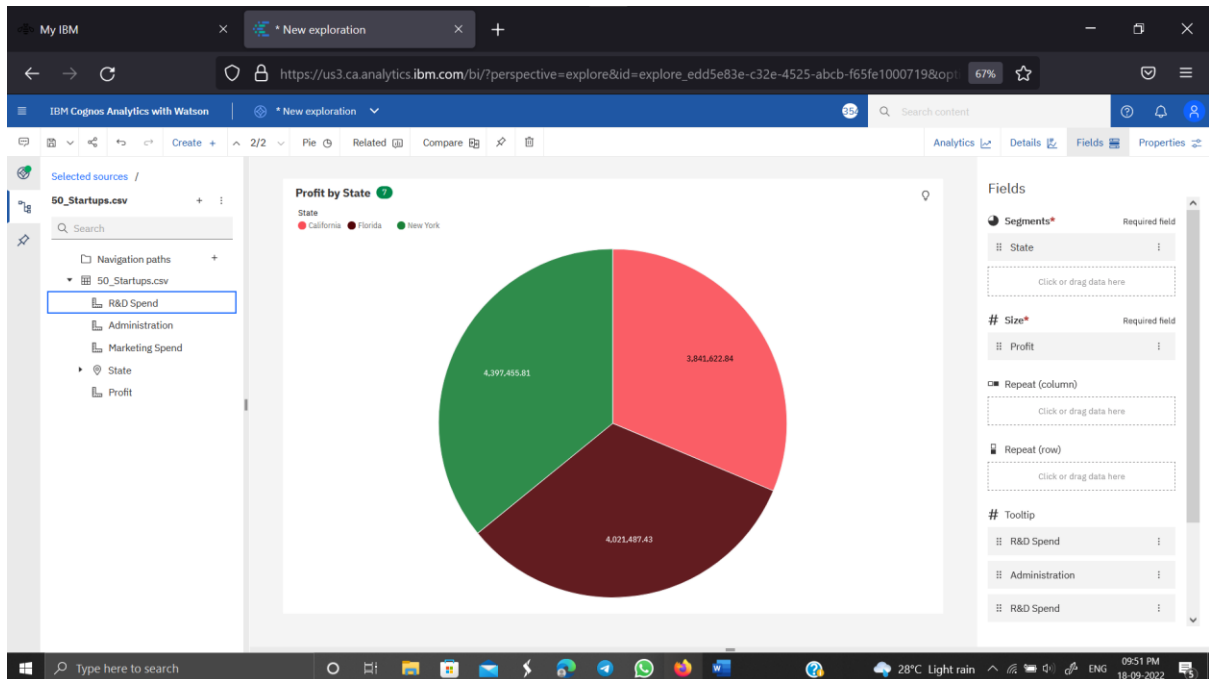 My IBM
* New exploration
https://us3.ca.analytics.ibm.com/bi/?perspective=explore&id=explore_edd5e83e-c32e-4525-abcb-f65fe1000719&opti
67%
IBM Cognos Analytics with Watson
* New exploration
Search content
Create +
2/2
Pie
Related
Compare
Analytics
Details
Fields
Properties
Selected sources /
50_Startups.csv
Search
Navigation paths
50_Startups.csv
R&D Spend
Administration
Marketing Spend
State
Profit
Profit by State 7
State
California
Florida
New York
4,397,455.81
3,841,622.84
4,021,487.43
Fields
Segments* Required field
State
Click or drag data here
# Size* Required field
Profit
Repeat (column)
Click or drag data here
Repeat (row)
Click or drag data here
# Tooltip
R&D Spend
Administration
R&D Spend
Type here to search
28°C Light rain
ENG
09:51 PM
18-09-2022
5